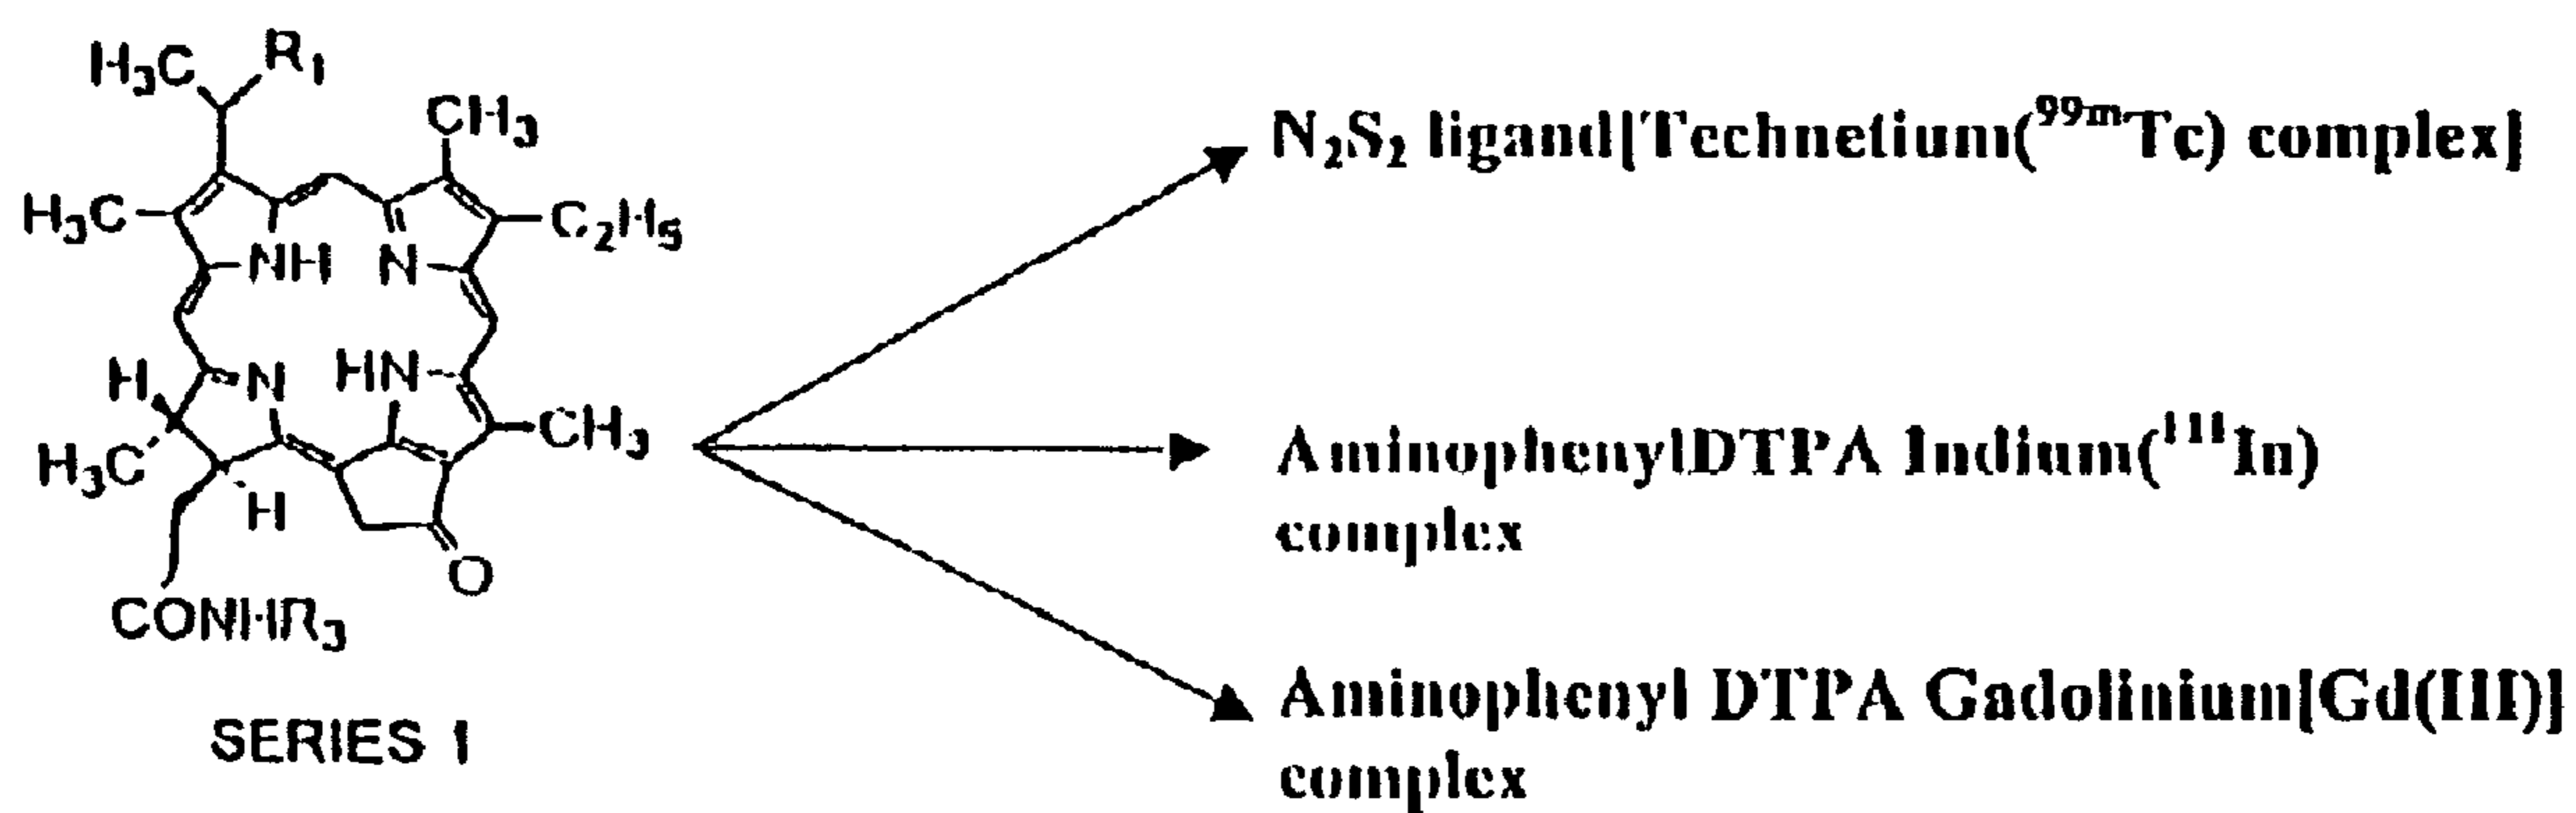 H₃C R₁
CH₃
H₃C C₂H₅
NH N
N HN
H
H₃C CH₃
H
O
CONHR₃
SERIES 1
N₂S₂ ligand[Technetium(⁹⁹ᵐTc) complex]
AminophenylDTPA Indium(¹¹¹In)
complex
Aminophenyl DTPA Gadolinium[Gd(III)]
complex